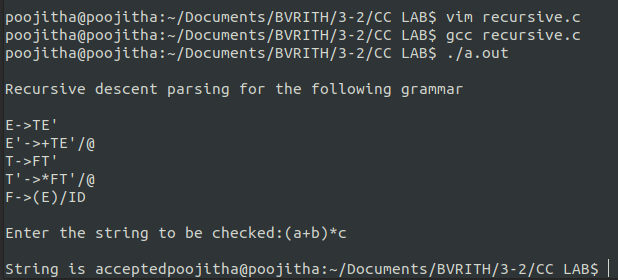 poojitha@poojitha:~/Documents/BVRITH/3-2/CC LAB$ vim recursive.c
poojitha@poojitha:~/Documents/BVRITH/3-2/CC LAB$ gcc recursive.c
poojitha@poojitha:~/Documents/BVRITH/3-2/CC LAB$ ./a.out
Recursive descent parsing for the following grammar
E->TE'
E'->+TE'/@
T->FT'
T'->*FT'/@
F->(E)/ID
Enter the string to be checked:(a+b)*c
String is acceptedpoojitha@poojitha:~/Documents/BVRITH/3-2/CC LAB$